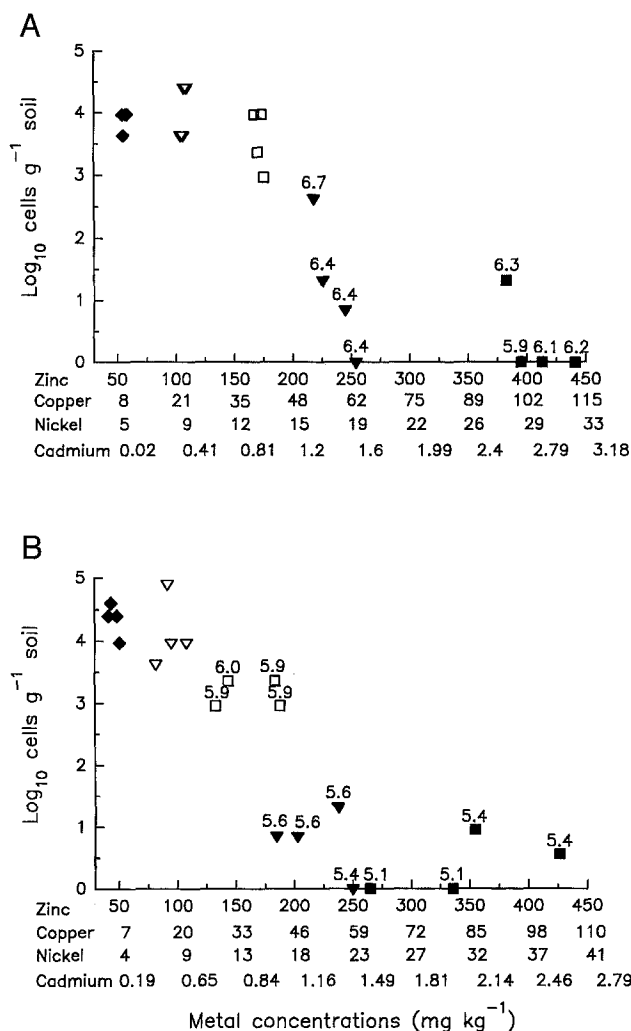 A
5
4
3
2
1
0
Log10 cells g⁻¹ soil
6.7
6.4
6.4
6.4
6.3
5.9 6.1 6.2
Zinc 50 100 150 200 250 300 350 400 450
Copper 8 21 35 48 62 75 89 102 115
Nickel 5 9 12 15 19 22 26 29 33
Cadmium 0.02 0.41 0.81 1.2 1.6 1.99 2.4 2.79 3.18
B
5
4
3
2
1
0
Log10 cells g⁻¹ soil
6.0 5.9
5.9 5.9
5.6
5.6 5.6
5.4
5.4
5.4 5.1 5.1
Zinc 50 100 150 200 250 300 350 400 450
Copper 7 20 33 46 59 72 85 98 110
Nickel 4 9 13 18 23 27 32 37 41
Cadmium 0.19 0.65 0.84 1.16 1.49 1.81 2.14 2.46 2.79
Metal concentrations (mg kg⁻¹)